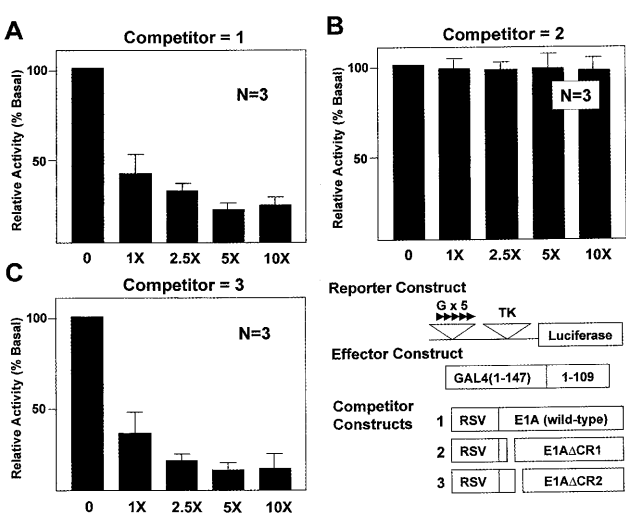 A
Competitor = 1
Relative Activity (% Basal)
100
50
N=3
0 1X 2.5X 5X 10X
B
Competitor = 2
Relative Activity (% Basal)
100
50
N=3
0 1X 2.5X 5X 10X
C
Competitor = 3
Relative Activity (% Basal)
100
50
N=3
0 1X 2.5X 5X 10X
Reporter Construct
G x 5 TK
Luciferase
Effector Construct
GAL4(1-147) 1-109
Competitor
Constructs
1 RSV E1A (wild-type)
2 RSV E1AΔCR1
3 RSV E1AΔCR2